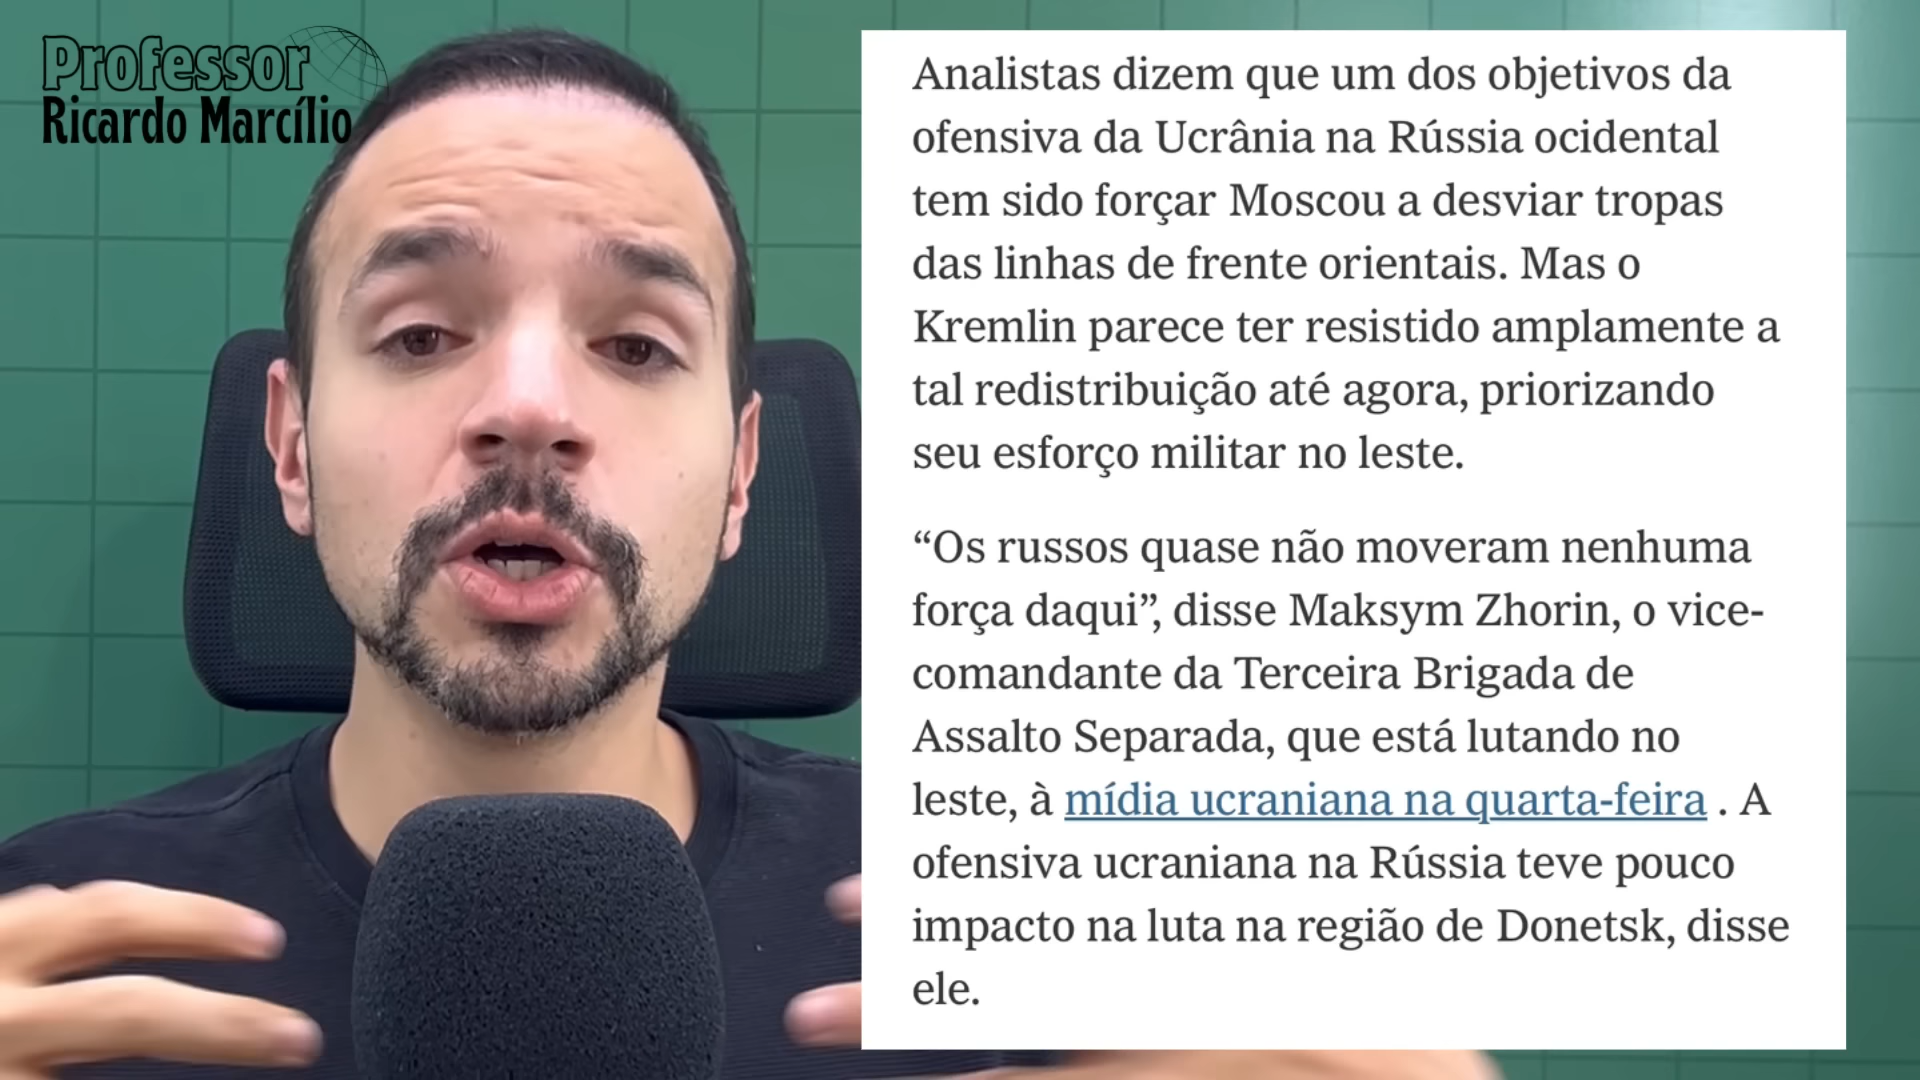 Professor
Ricardo Marcílio
Analistas dizem que um dos objetivos da
ofensiva da Ucrânia na Rússia ocidental
tem sido forçar Moscou a desviar tropas
das linhas de frente orientais. Mas o
Kremlin parece ter resistido amplamente a
tal redistribuição até agora, priorizando
seu esforço militar no leste.
“Os russos quase não moveram nenhuma
força daqui”, disse Maksym Zhorin, o vice-
comandante da Terceira Brigada de
Assalto Separada, que está lutando no
leste, à mídia ucraniana na quarta-feira . A
ofensiva ucraniana na Rússia teve pouco
impacto na luta na região de Donetsk, disse
ele.